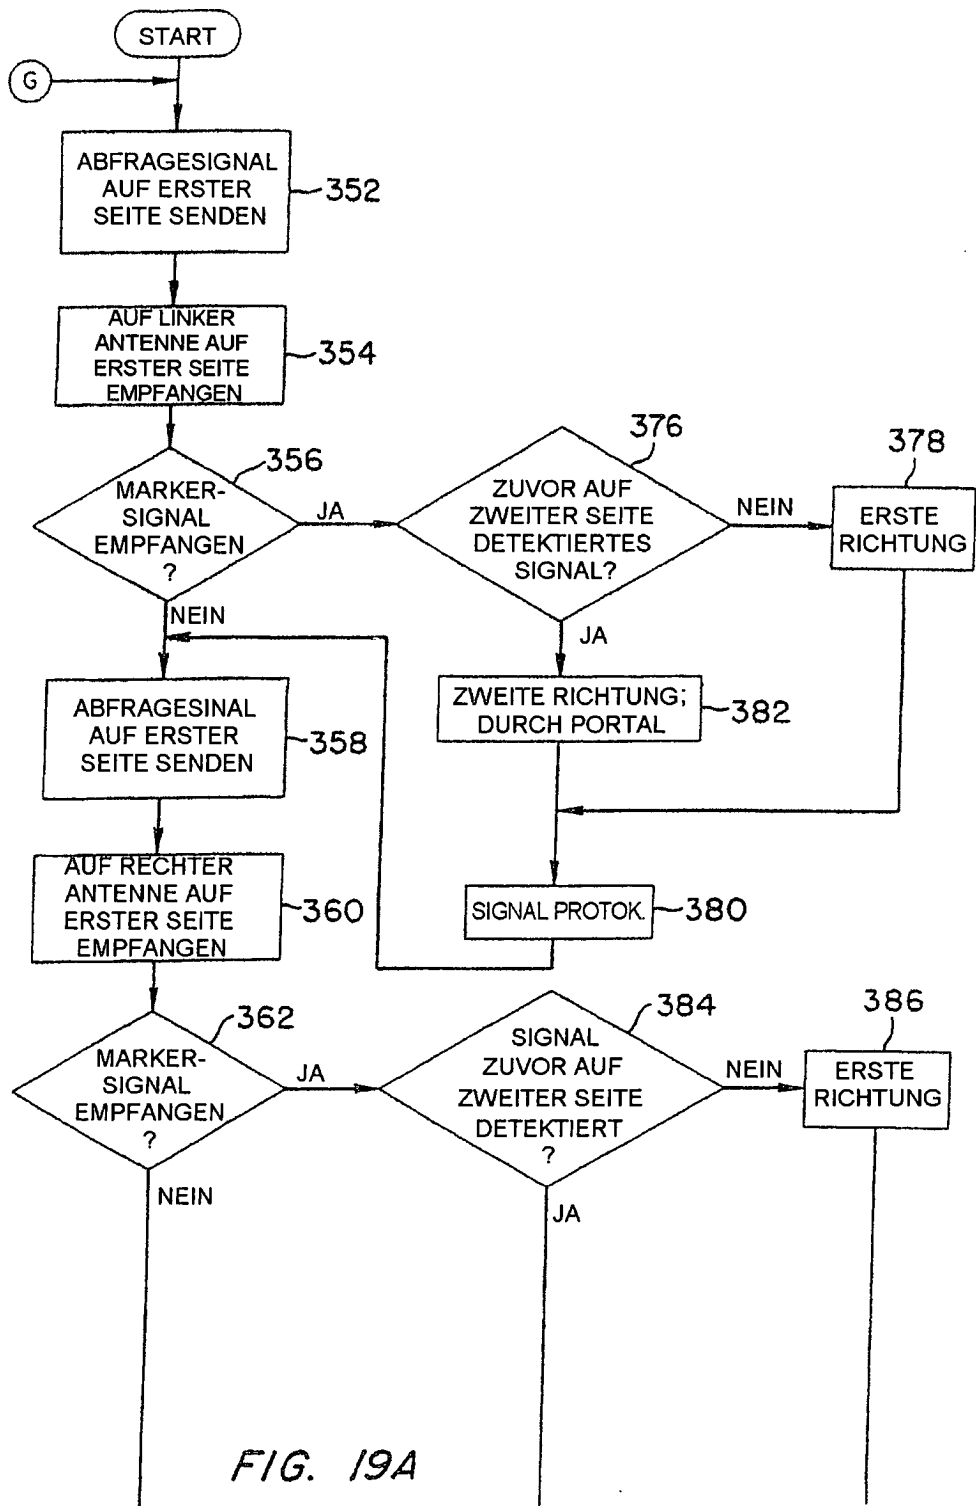 START
G
ABFRAGESIGNAL
AUF ERSTER
SEITE SENDEN
352
AUF LINKER
ANTENNE AUF
ERSTER SEITE
EMPFANGEN
354
MARKER-
SIGNAL
EMPFANGEN
?
356
JA
ZUVOR AUF
ZWEITER SEITE
DETEKTIERTES
SIGNAL?
376
NEIN
ERSTE
RICHTUNG
378
NEIN
JA
ZWEITE RICHTUNG;
DURCH PORTAL
382
ABFRAGESINAL
AUF ERSTER
SEITE SENDEN
358
AUF RECHTER
ANTENNE AUF
ERSTER SEITE
EMPFANGEN
360
SIGNAL PROTOK.
380
MARKER-
SIGNAL
EMPFANGEN
?
362
JA
SIGNAL
ZUVOR AUF
ZWEITER SEITE
DETEKTIERT
?
384
NEIN
ERSTE
RICHTUNG
386
NEIN
JA
FIG. 19A